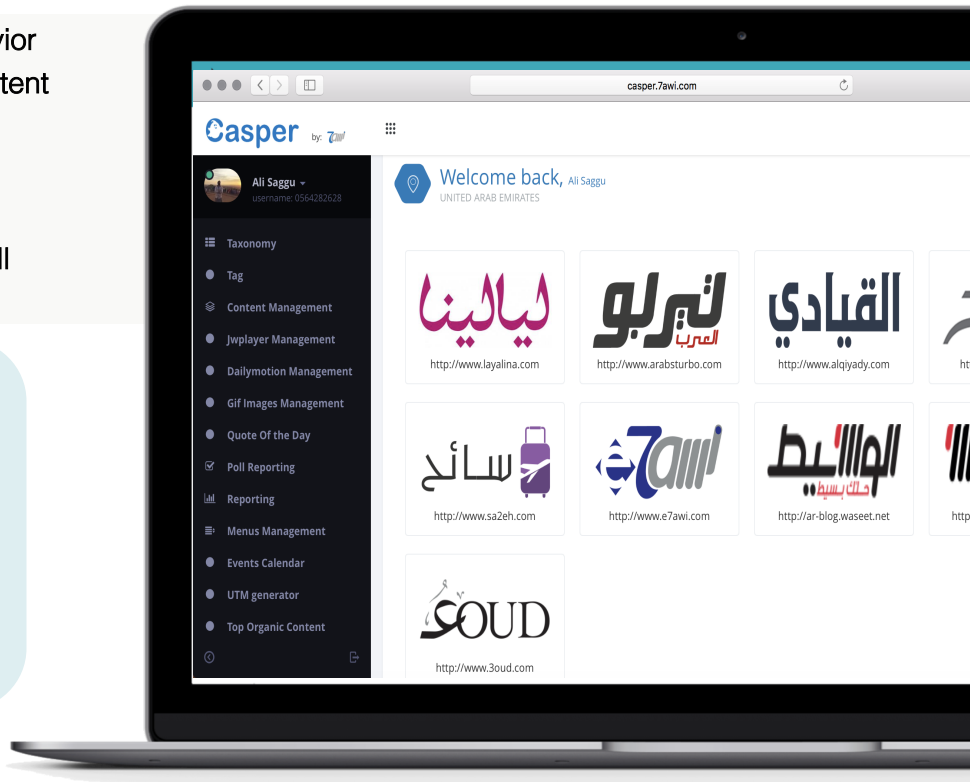 casper.7awi.com
Casper by: 7awi
Welcome back, Ali Saggu
UNITED ARAB EMIRATES
Ali Saggu
username: 0564282628
Taxonomy
Tag
Content Management
Jwplayer Management
Dailymotion Management
Gif Images Management
Quote Of the Day
Poll Reporting
Reporting
Menus Management
Events Calendar
UTM generator
Top Organic Content
ليالينا
http://www.layalina.com
تيربو
العرب
http://www.arabsturbo.com
القيادي
http://www.alqiyady.com
سائح
http://www.sa2eh.com
e7awi
http://www.e7awi.com
الوسيط
حلك بسيط
http://ar-blog.waseet.net
3OUD
http://www.3oud.com